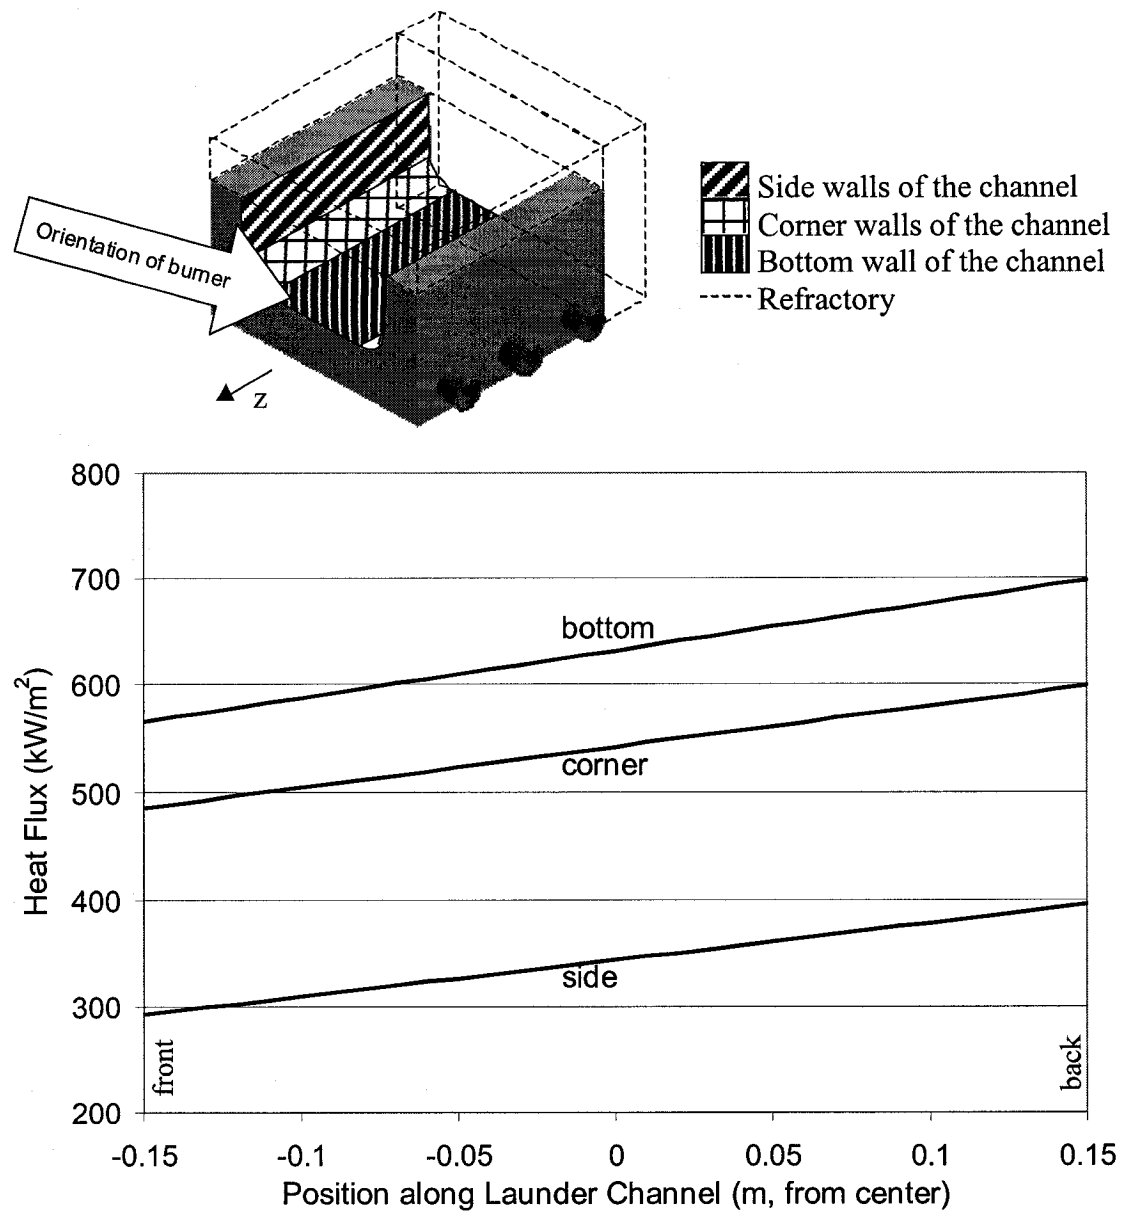 Orientation of burner
z
Side walls of the channel
Corner walls of the channel
Bottom wall of the channel
Refractory
800
700
600
500
400
300
200
Heat Flux (kW/m²)
bottom
corner
side
front
back
-0.15
-0.1
-0.05
0
0.05
0.1
0.15
Position along Launder Channel (m, from center)